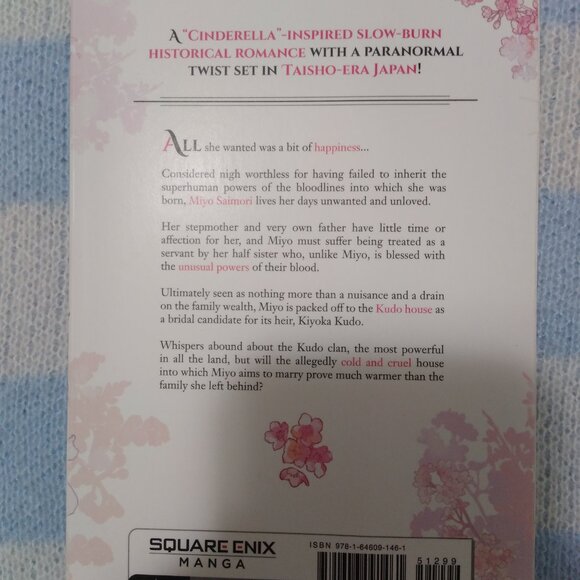 A "CINDERELLA"-INSPIRED SLOW-BURN
HISTORICAL ROMANCE WITH A PARANORMAL
TWIST SET IN TAISHO-ERA JAPAN!
ALL she wanted was a bit of happiness...
Considered nigh worthless for having failed to inherit the
superhuman powers of the bloodlines into which she was
born, Miyo Saimori lives her days unwanted and unloved.
Her stepmother and very own father have little time or
affection for her, and Miyo must suffer being treated as a
servant by her half sister who, unlike Miyo, is blessed with
the unusual powers of their blood.
Ultimately seen as nothing more than a nuisance and a drain
on the family wealth, Miyo is packed off to the Kudo house as
a bridal candidate for its heir, Kiyoka Kudo.
Whispers abound about the Kudo clan, the most powerful
in all the land, but will the allegedly cold and cruel house
into which Miyo aims to marry prove much warmer than the
family she left behind?
SQUARE ENIX
MANGA
ISBN 978-1-64609-146-1
51299